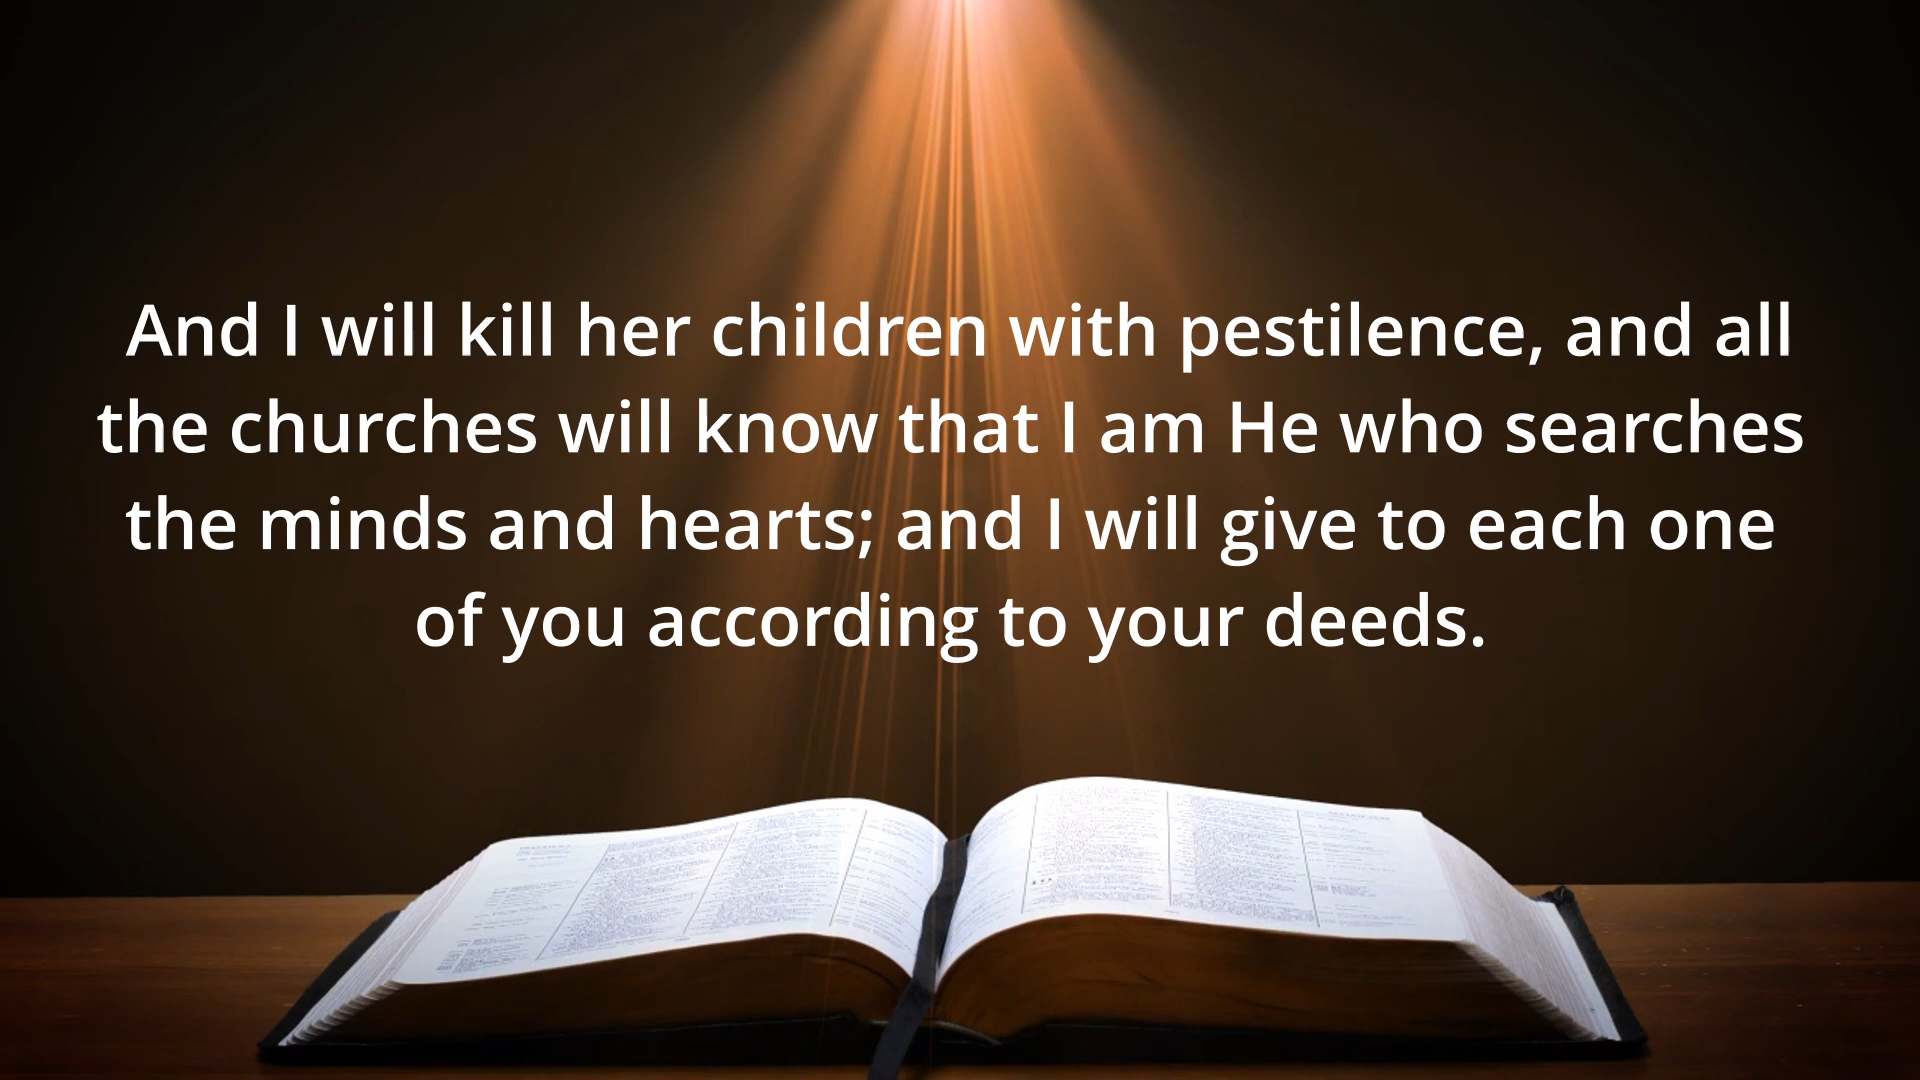 And I will kill her children with pestilence, and all
the churches will know that I am He who searches
the minds and hearts; and I will give to each one
of you according to your deeds.